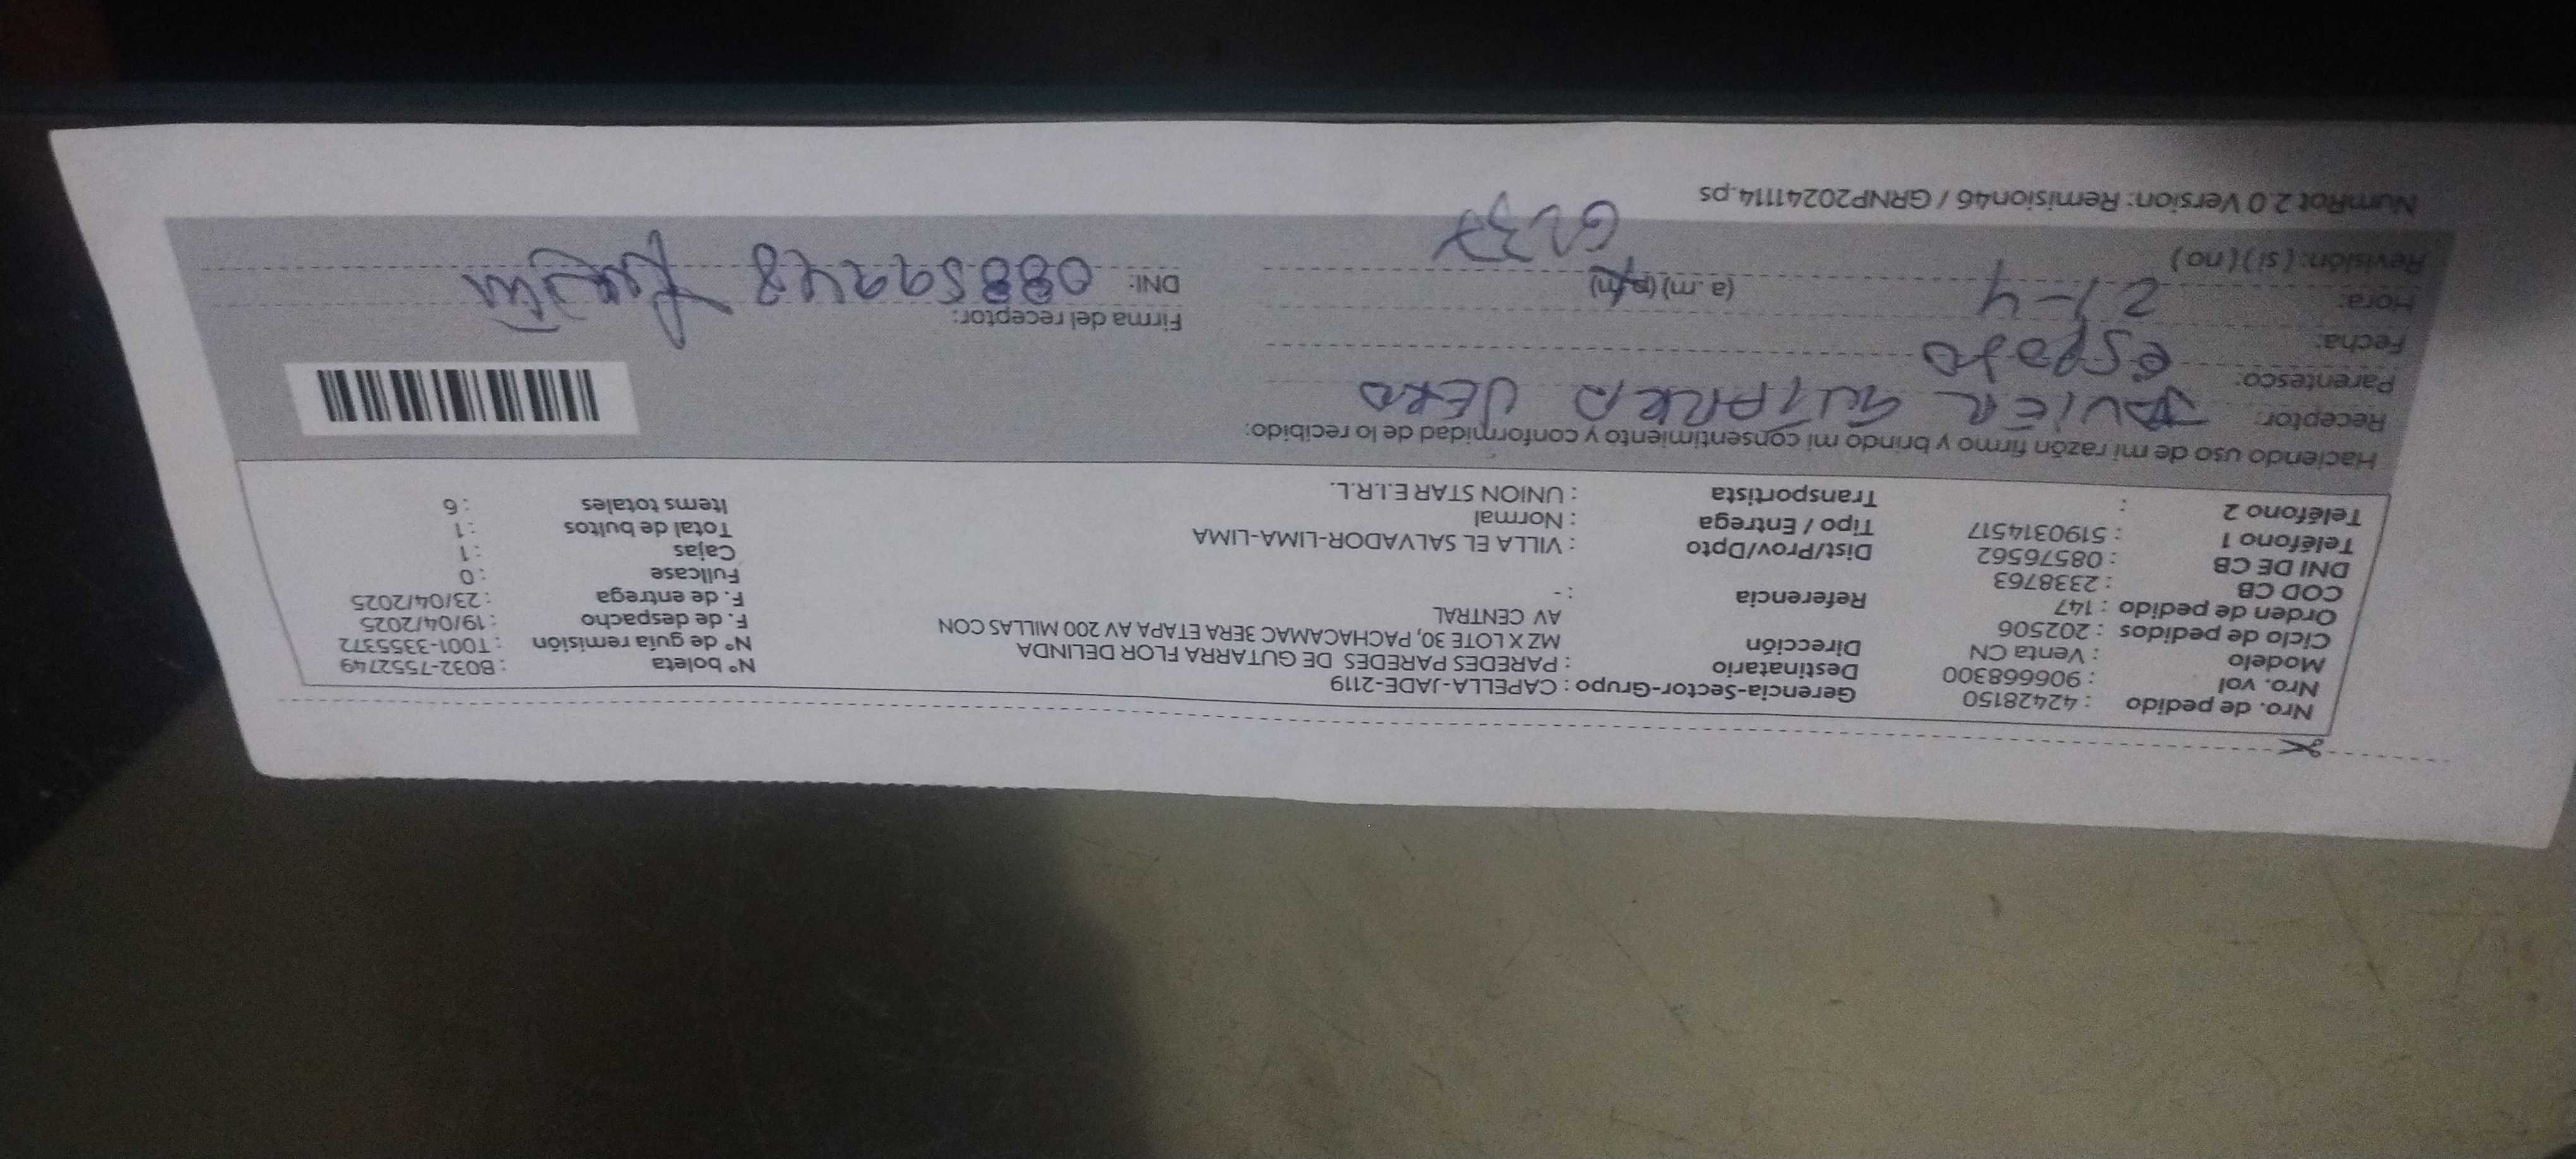 Nro. de pedido : 42428150 Gerencia-Sector-Grupo : CAPELLA-JADE-2119 Nº boleta : B032-7552749
Nro. vol : 906668300 Destinatario : PAREDES PAREDES DE GUTARRA FLOR DELINDA Nº de guía remisión : T001-3355372
Modelo : Venta CN Dirección MZ X LOTE 30, PACHACAMAC 3ERA ETAPA AV 200 MILLAS CON F. de despacho : 19/04/2025
Ciclo de pedidos : 202506 AV CENTRAL F. de entrega : 23/04/2025
Orden de pedido : 147 Referencia : - Fullcase : 0
COD CB : 2338763 Dist/Prov/Dpto : VILLA EL SALVADOR-LIMA-LIMA Cajas : 1
DNI DE CB : 08576562 Tipo / Entrega : Normal Total de bultos : 1
Teléfono 1 : 5190314517 Transportista : UNION STAR E.I.R.L. Items totales : 6
Teléfono 2 :
Haciendo uso de mi razón firmo y brindo mi consentimiento y conformidad de lo recibido:
Receptor: JAVIER GUTARRA
Parentesco: esposo
Fecha: 21-4 Firma del receptor:
Hora: (a.m) (p.m) DNI: 08859248
Revisión: (si) (no) 6237
NumRot 2.0 Version: Remision46 / GRNP20241114.ps